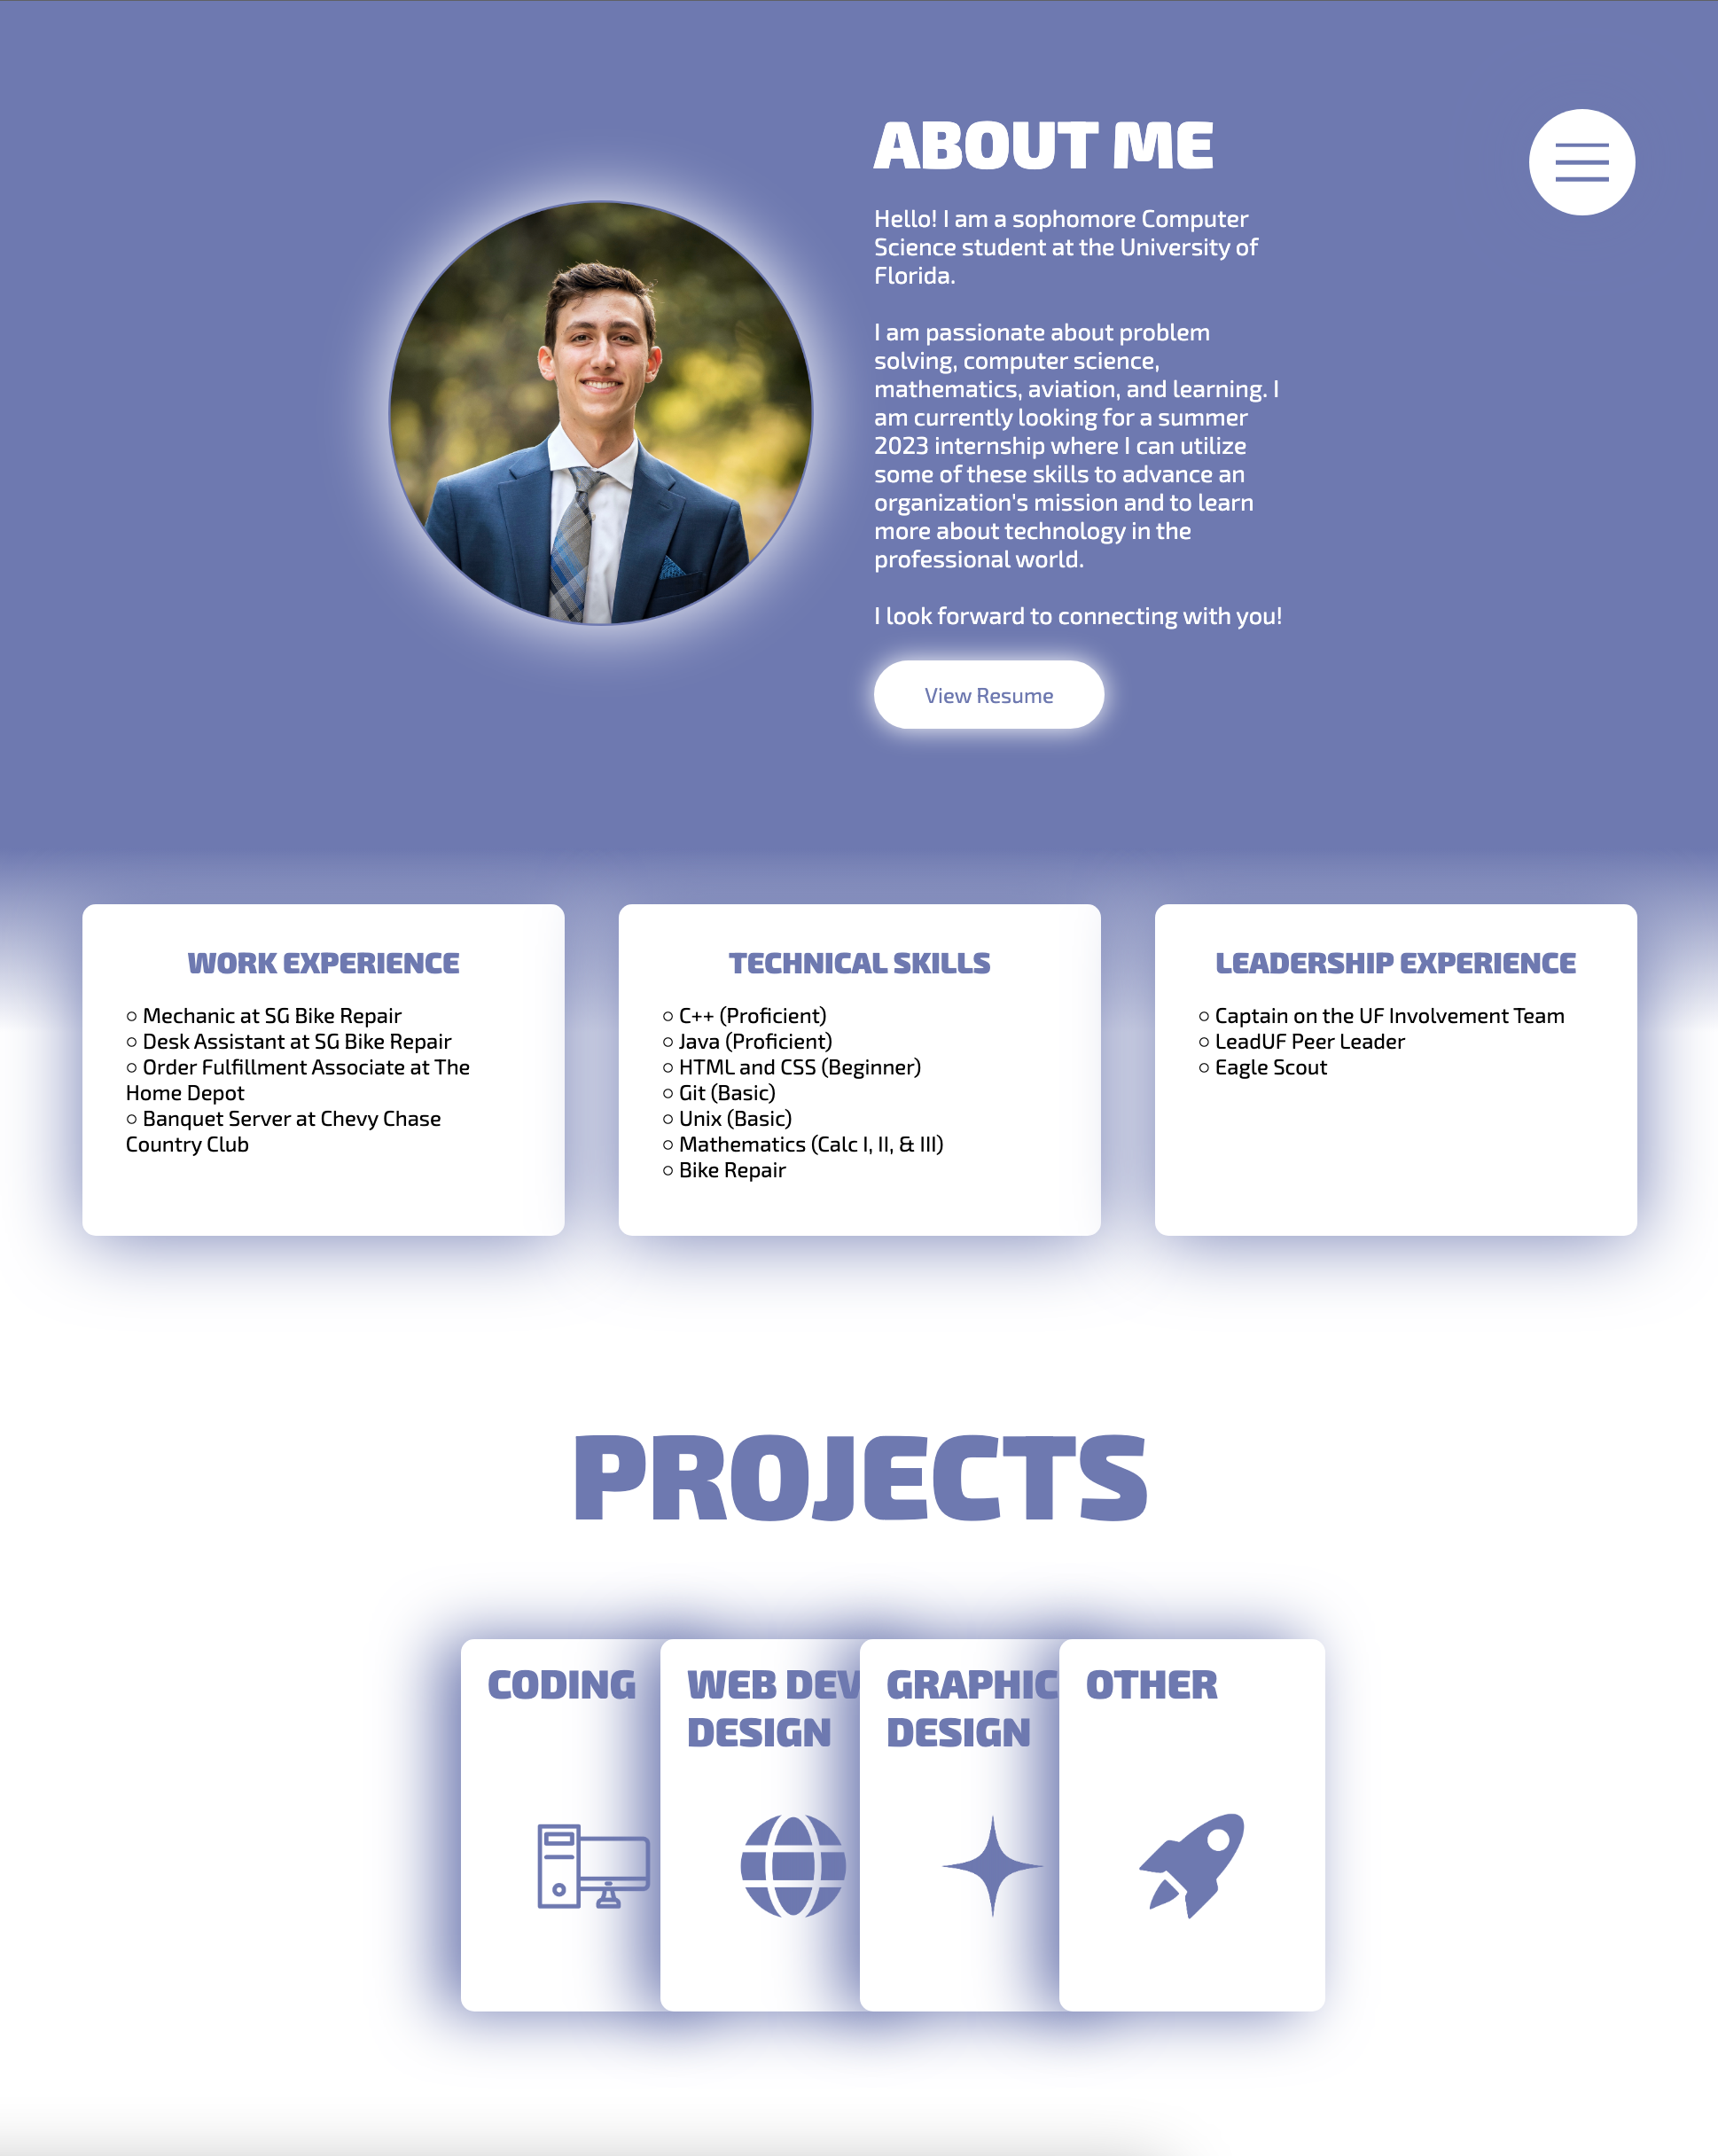 ABOUT ME
Hello! I am a sophomore Computer
Science student at the University of
Florida.
I am passionate about problem
solving, computer science,
mathematics, aviation, and learning. I
am currently looking for a summer
2023 internship where I can utilize
some of these skills to advance an
organization's mission and to learn
more about technology in the
professional world.
I look forward to connecting with you!
View Resume
WORK EXPERIENCE
○ Mechanic at SG Bike Repair
○ Desk Assistant at SG Bike Repair
○ Order Fulfillment Associate at The
Home Depot
○ Banquet Server at Chevy Chase
Country Club
TECHNICAL SKILLS
○ C++ (Proficient)
○ Java (Proficient)
○ HTML and CSS (Beginner)
○ Git (Basic)
○ Unix (Basic)
○ Mathematics (Calc I, II, & III)
○ Bike Repair
LEADERSHIP EXPERIENCE
○ Captain on the UF Involvement Team
○ LeadUF Peer Leader
○ Eagle Scout
PROJECTS
CODING
WEB DEV
DESIGN
GRAPHIC
DESIGN
OTHER